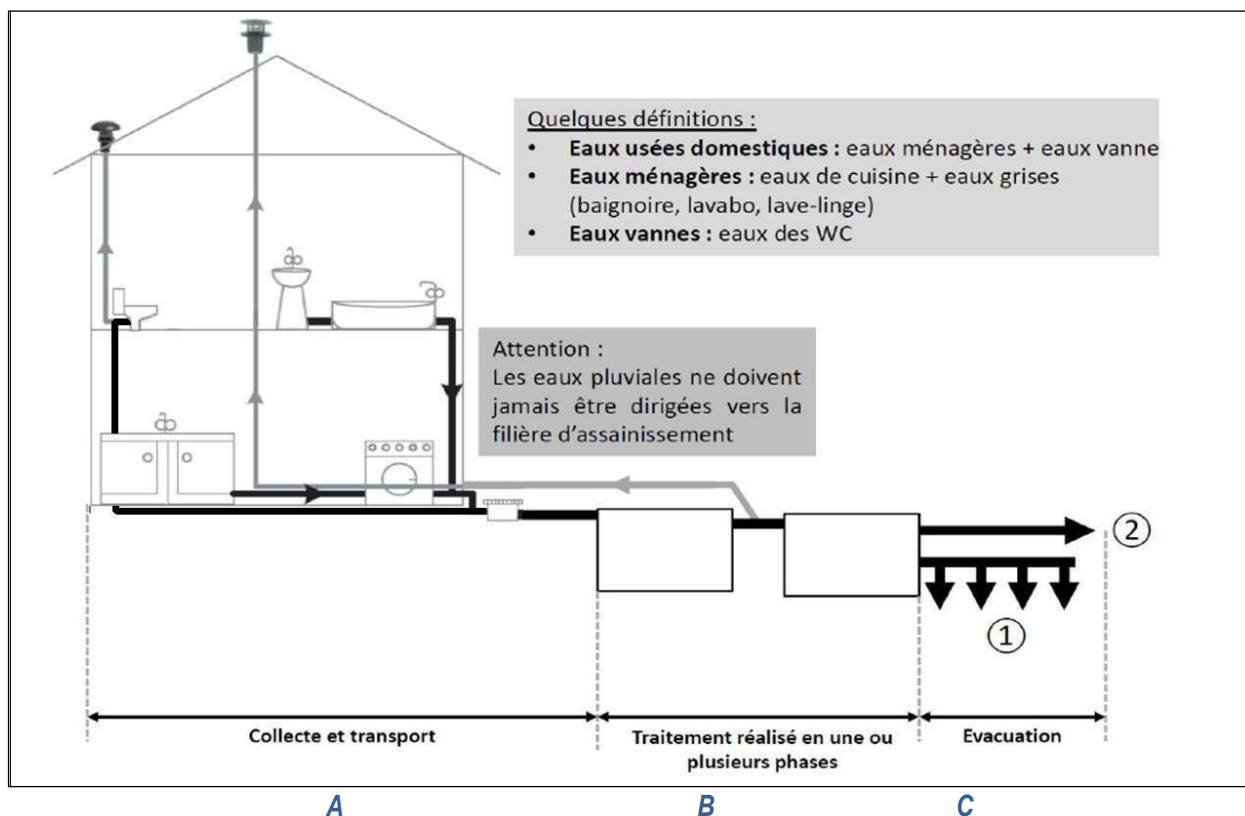 Quelques définitions :
• Eaux usées domestiques : eaux ménagères + eaux vanne
• Eaux ménagères : eaux de cuisine + eaux grises
(baignoire, lavabo, lave-linge)
• Eaux vannes : eaux des WC
Attention :
Les eaux pluviales ne doivent
jamais être dirigées vers la
filière d'assainissement
2
1
Collecte et transport
Traitement réalisé en une ou
plusieurs phases
Evacuation
A B C